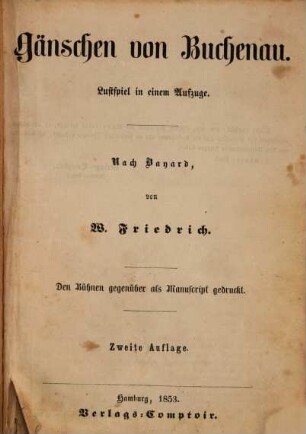 Gänschen von Buchenau.
Lustspiel in einem Aufzuge.
Nach Bayard,
von
W. Friedrich.
Den Bühnen gegenüber als Manuscript gedruckt.
Zweite Auflage.
Hamburg, 1853.
Verlags-Comptoir.